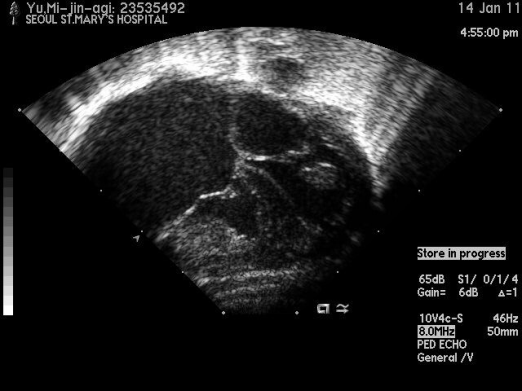 Yu.Mi-jin-agi: 23535492
SEOUL ST.MARY'S HOSPITAL
14 Jan 11
4:55:00 pm
Store in progress
65dB S1/ 0/1/4
Gain= 6dB Δ=1
10V4c-S 46Hz
8.0MHz 50mm
PED ECHO
General /V